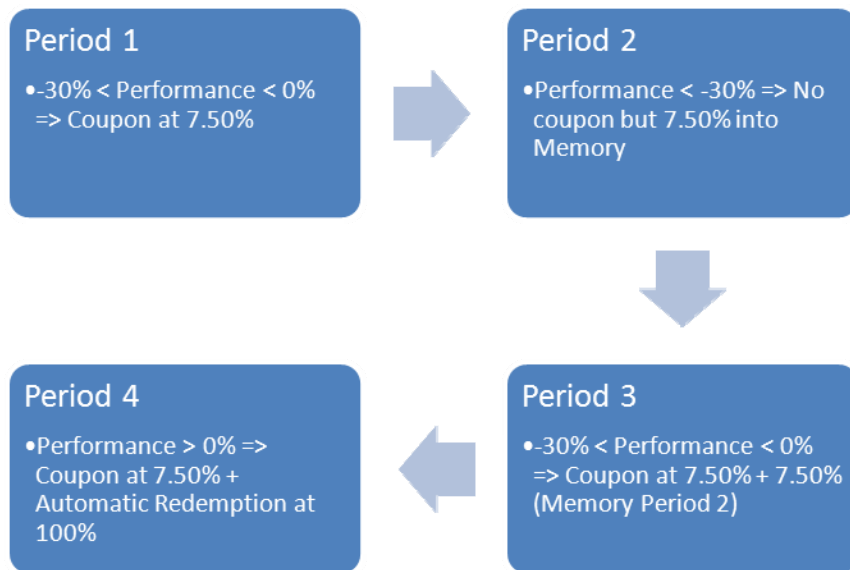 Period 1
•-30% < Performance < 0%
=> Coupon at 7.50%
Period 2
•Performance < -30% => No
coupon but 7.50% into
Memory
Period 3
•-30% < Performance < 0%
=> Coupon at 7.50% + 7.50%
(Memory Period 2)
Period 4
•Performance > 0% =>
Coupon at 7.50% +
Automatic Redemption at
100%